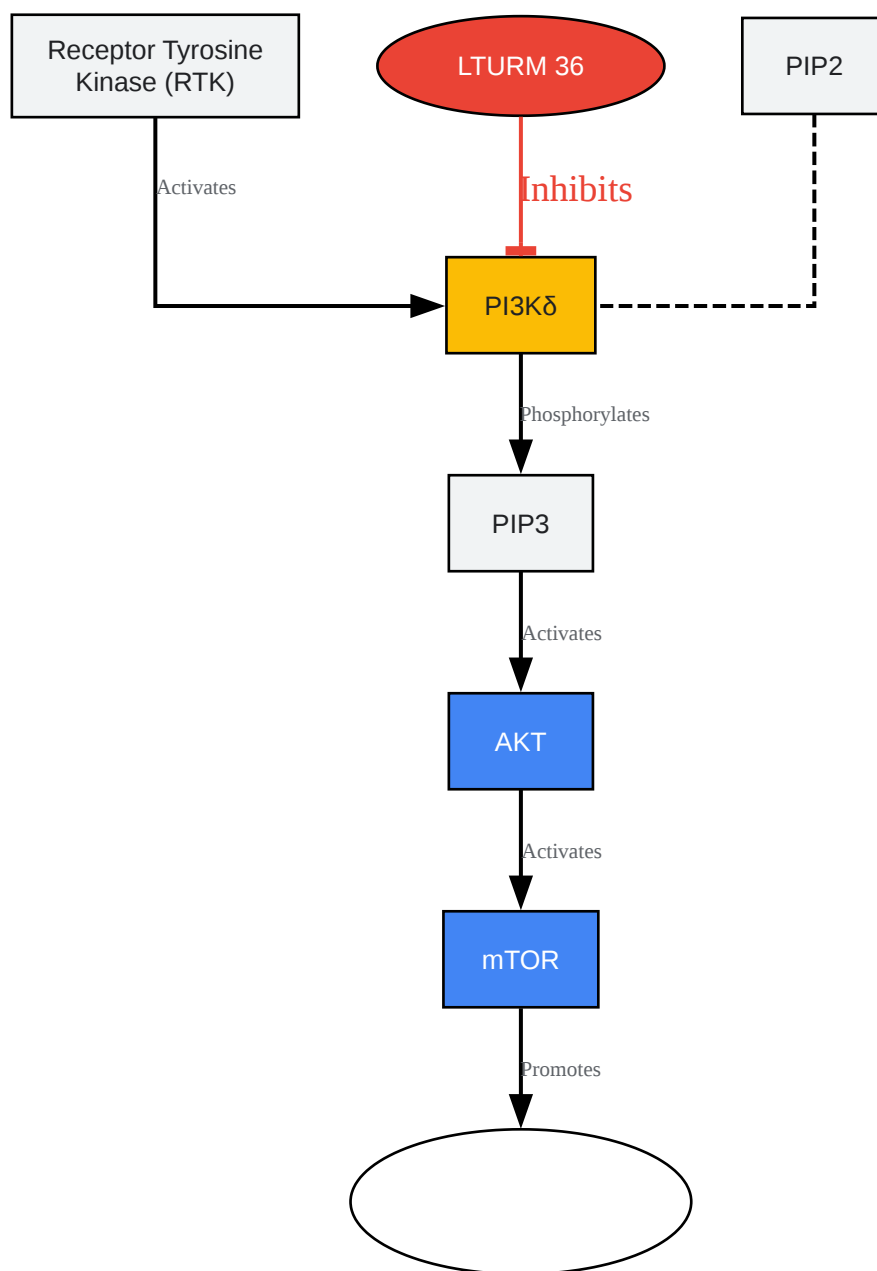 Receptor Tyrosine
Kinase (RTK)
LTURM 36
PIP2
Activates
Inhibits
PI3Kδ
Phosphorylates
PIP3
Activates
AKT
Activates
mTOR
Promotes